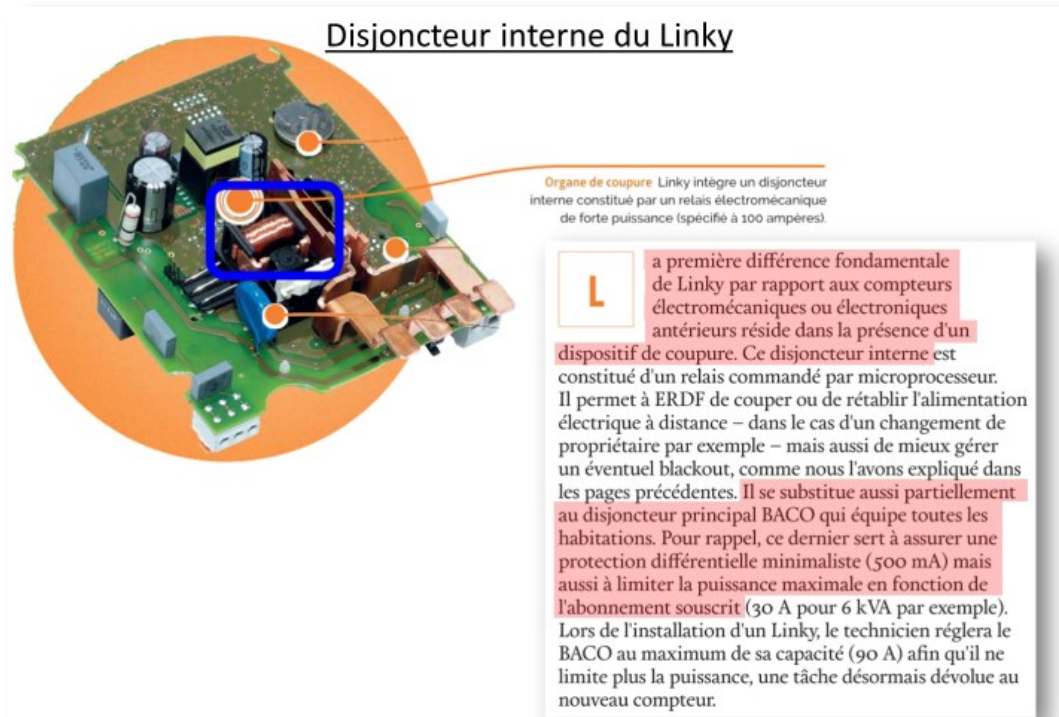 Disjoncteur interne du Linky
Organe de coupure Linky intègre un disjoncteur
interne constitué par un relais électromécanique
de forte puissance (spécifié à 100 ampères).
L
a première différence fondamentale
de Linky par rapport aux compteurs
électromécaniques ou électroniques
antérieurs réside dans la présence d'un
dispositif de coupure. Ce disjoncteur interne est
constitué d'un relais commandé par microprocesseur.
Il permet à ERDF de couper ou de rétablir l'alimentation
électrique à distance – dans le cas d'un changement de
propriétaire par exemple – mais aussi de mieux gérer
un éventuel blackout, comme nous l'avons expliqué dans
les pages précédentes. Il se substitue aussi partiellement
au disjoncteur principal BACO qui équipe toutes les
habitations. Pour rappel, ce dernier sert à assurer une
protection différentielle minimaliste (500 mA) mais
aussi à limiter la puissance maximale en fonction de
l'abonnement souscrit (30 A pour 6 kVA par exemple).
Lors de l'installation d'un Linky, le technicien réglera le
BACO au maximum de sa capacité (90 A) afin qu'il ne
limite plus la puissance, une tâche désormais dévolue au
nouveau compteur.